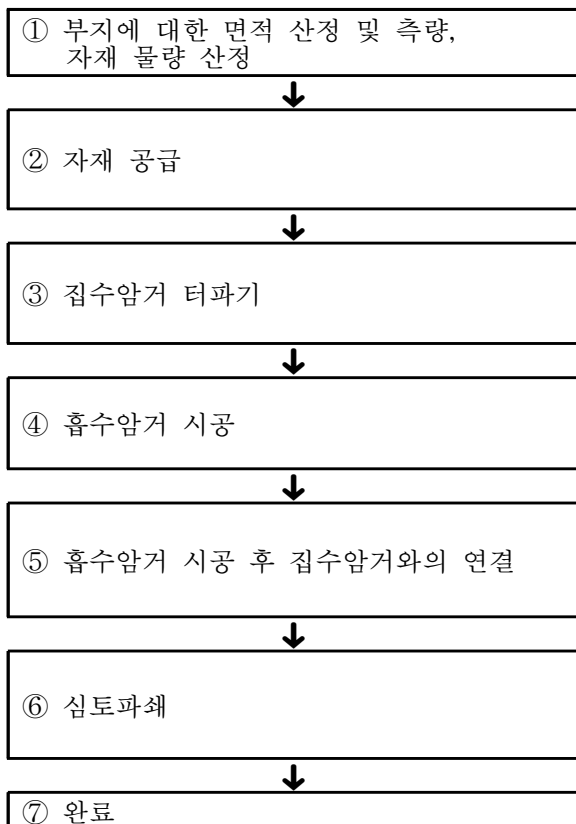 ① 부지에 대한 면적 산정 및 측량,
자재 물량 산정
② 자재 공급
③ 집수암거 터파기
④ 흡수암거 시공
⑤ 흡수암거 시공 후 집수암거와의 연결
⑥ 심토파쇄
⑦ 완료